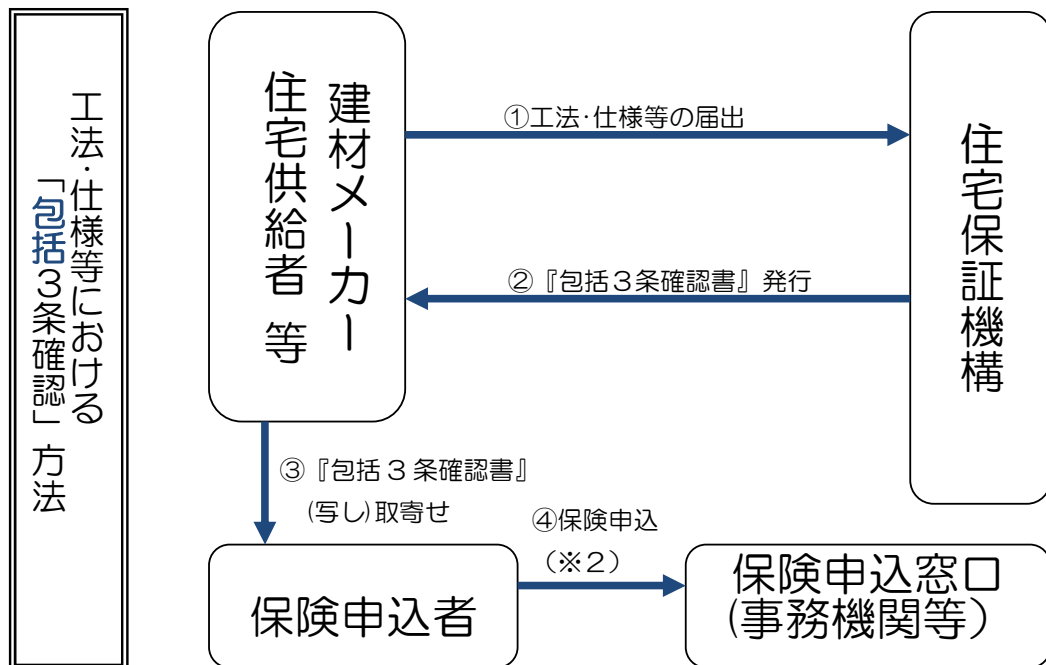 工法・仕様等における
「包括３条確認」方法
建材メーカー
住宅供給者 等
①工法・仕様等の届出
住宅保証機構
②『包括３条確認書』発行
③『包括３条確認書』
(写し)取寄せ
④保険申込
（※２）
保険申込者
保険申込窓口
(事務機関等）